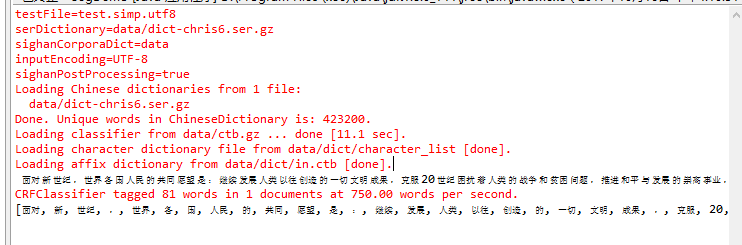 testFile=test.simp.utf8
serDictionary=data/dict-chris6.ser.gz
sighanCorporaDict=data
inputEncoding=UTF-8
sighanPostProcessing=true
Loading Chinese dictionaries from 1 file:
data/dict-chris6.ser.gz
Done. Unique words in ChineseDictionary is: 423200.
Loading classifier from data/ctb.gz ... done [11.1 sec].
Loading character dictionary file from data/dict/character_list [done].
Loading affix dictionary from data/dict/in.ctb [done].
面对新世纪，世界各国人民的共同愿望是：继续发展人类以往创造的一切文明成果，克服20世纪困扰着人类的战争和贫困问题，推进和平与发展的崇高事业，
CRFClassifier tagged 81 words in 1 documents at 750.00 words per second.
[面对, 新, 世纪, ，, 世界, 各, 国, 人民, 的, 共同, 愿望, 是, ：, 继续, 发展, 人类, 以往, 创造, 的, 一切, 文明, 成果, ，, 克服, 20,